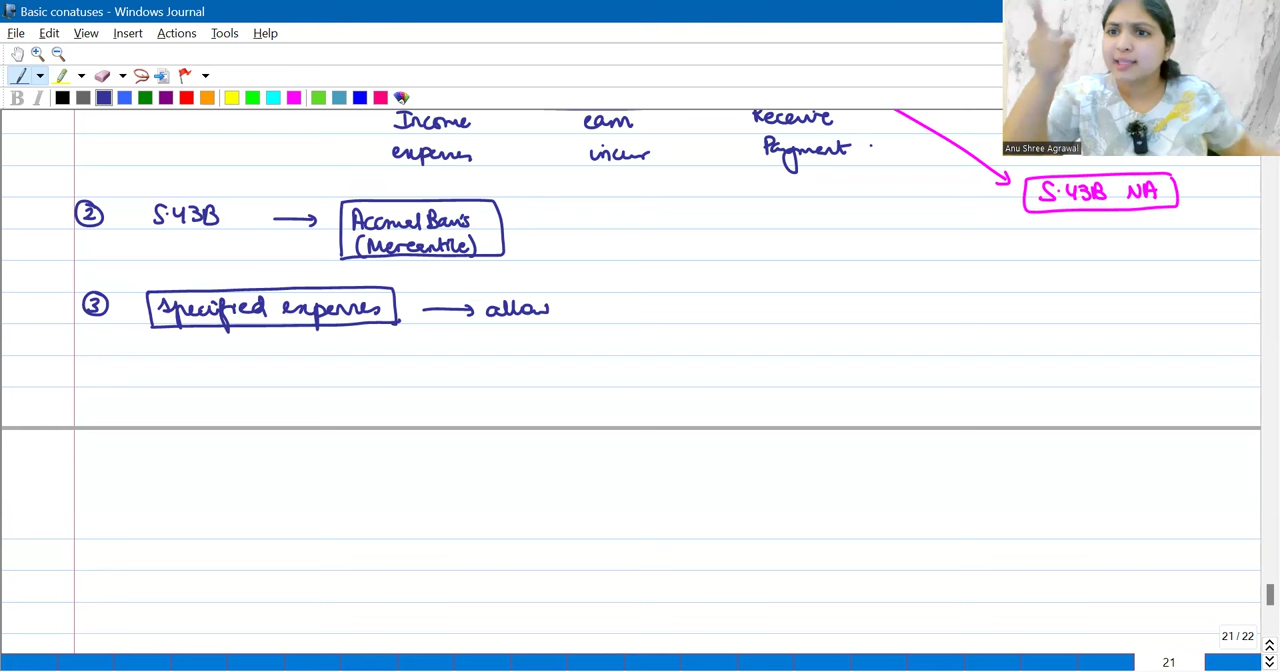 Basic conatuses - Windows Journal
File Edit View Insert Actions Tools Help
B I
Anu Shree Agrawal
Income earn Receive
expenses incur Payment
S.43B NA
② S.43B → Accrual Basis
(Mercentile)
③ specified expenses → allow
21 / 22
21